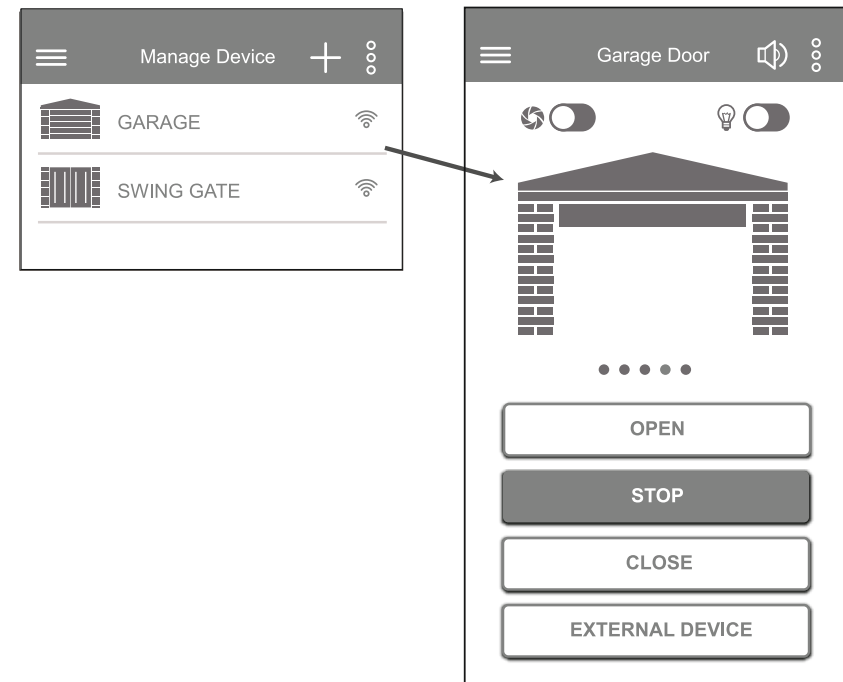 Manage Device
GARAGE
SWING GATE
Garage Door
OPEN
STOP
CLOSE
EXTERNAL DEVICE